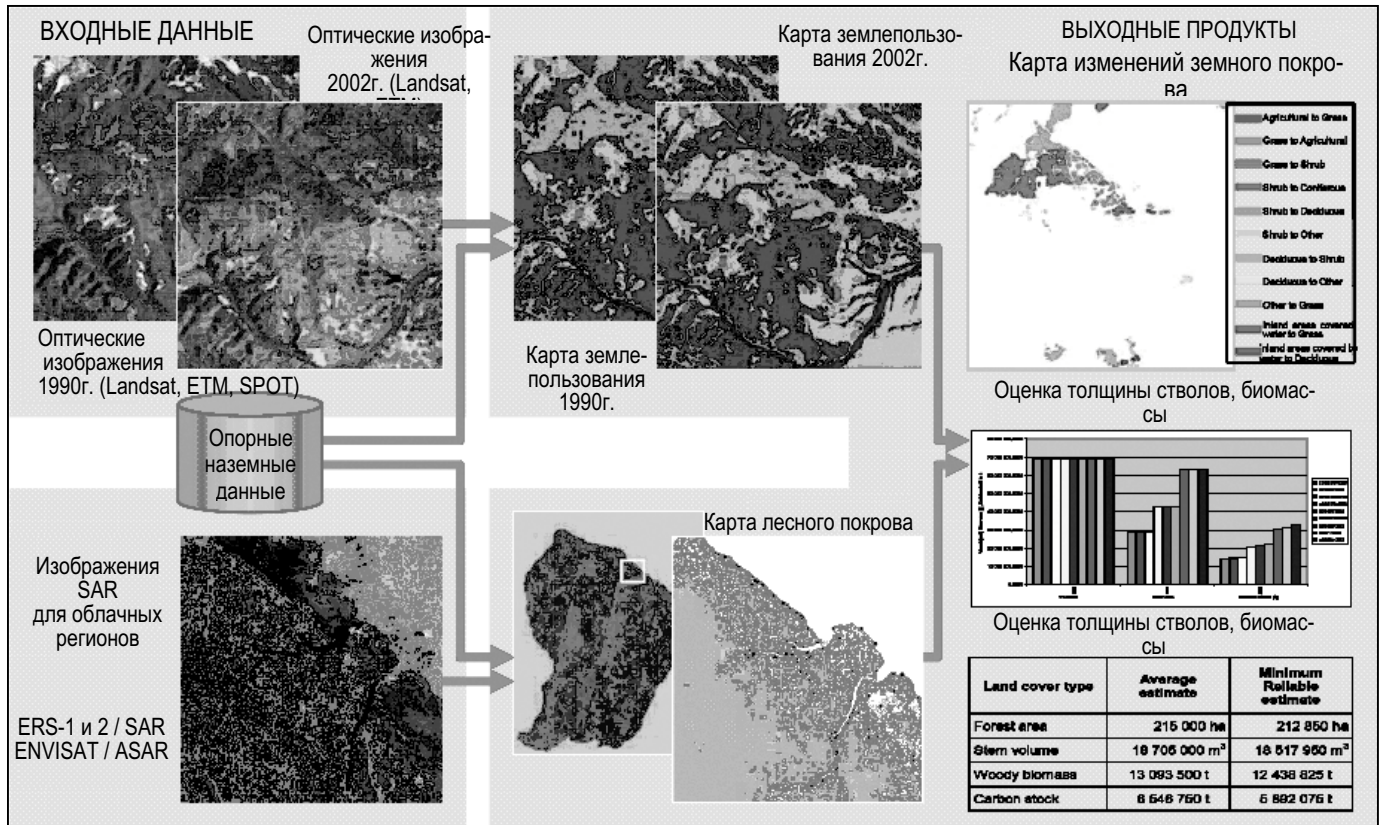 ВХОДНЫЕ ДАННЫЕ
Оптические изобра-
жения
2002г. (Landsat,
ETM)
Карта землепользо-
вания 2002г.
ВЫХОДНЫЕ ПРОДУКТЫ
Карта изменений земного покро-
ва
Agricultural to Grass
Grass to Agricultural
Grass to Shrub
Shrub to Coniferous
Shrub to Deciduous
Shrub to Other
Deciduous to Shrub
Deciduous to Other
Other to Grass
Inland areas covered
water to Grass
Inland areas covered by
water to Deciduous
Оптические
изображения
1990г. (Landsat, ETM, SPOT)
Карта земле-
пользования
1990г.
Опорные
наземные
данные
Оценка толщины стволов, биомас-
сы
Изображения
SAR
для облачных
регионов
ERS-1 и 2 / SAR
ENVISAT / ASAR
Карта лесного покрова
Оценка толщины стволов, биомас-
сы
Land cover type Average estimate Minimum Reliable estimate
Forest area 215 000 ha 212 850 ha
Stem volume 18 705 000 m³ 18 517 950 m³
Woody biomass 13 093 500 t 12 438 825 t
Carbon stock 6 546 750 t 5 892 075 t